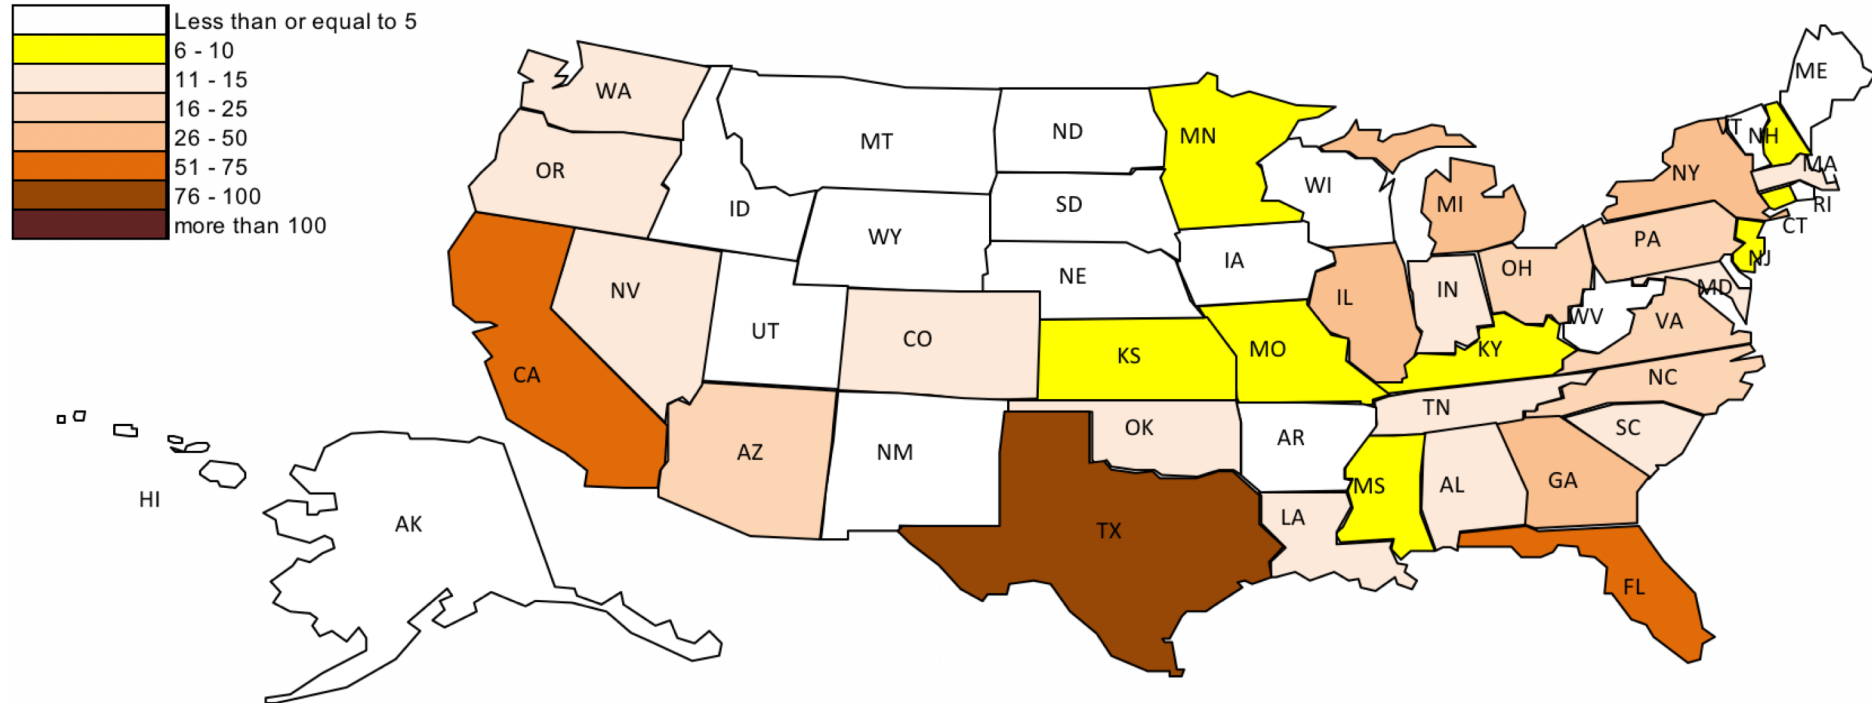 Less than or equal to 5
6 - 10
11 - 15
16 - 25
26 - 50
51 - 75
76 - 100
more than 100
WA
OR
CA
NV
ID
MT
WY
UT
CO
AZ
NM
ND
SD
NE
KS
OK
TX
MN
IA
MO
AR
LA
WI
IL
MI
IN
OH
KY
TN
MS
AL
GA
FL
SC
NC
VA
WV
MD
PA
NJ
NY
CT
RI
MA
NH
ME
HI
AK